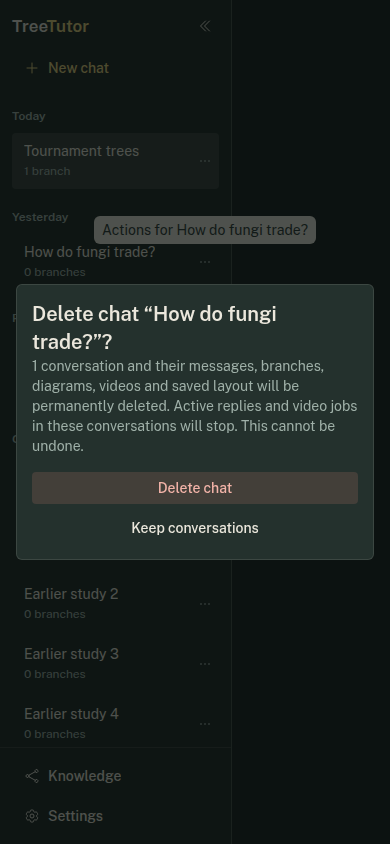 TreeTutor
New chat
Today
Tournament trees
1 branch
...
Yesterday
Actions for How do fungi trade?
How do fungi trade?
0 branches
...
Delete chat “How do fungi
trade?”?
1 conversation and their messages, branches,
diagrams, videos and saved layout will be
permanently deleted. Active replies and video jobs
in these conversations will stop. This cannot be
undone.
Delete chat
Keep conversations
Earlier study 2
0 branches
...
Earlier study 3
0 branches
...
Earlier study 4
0 branches
...
Knowledge
Settings